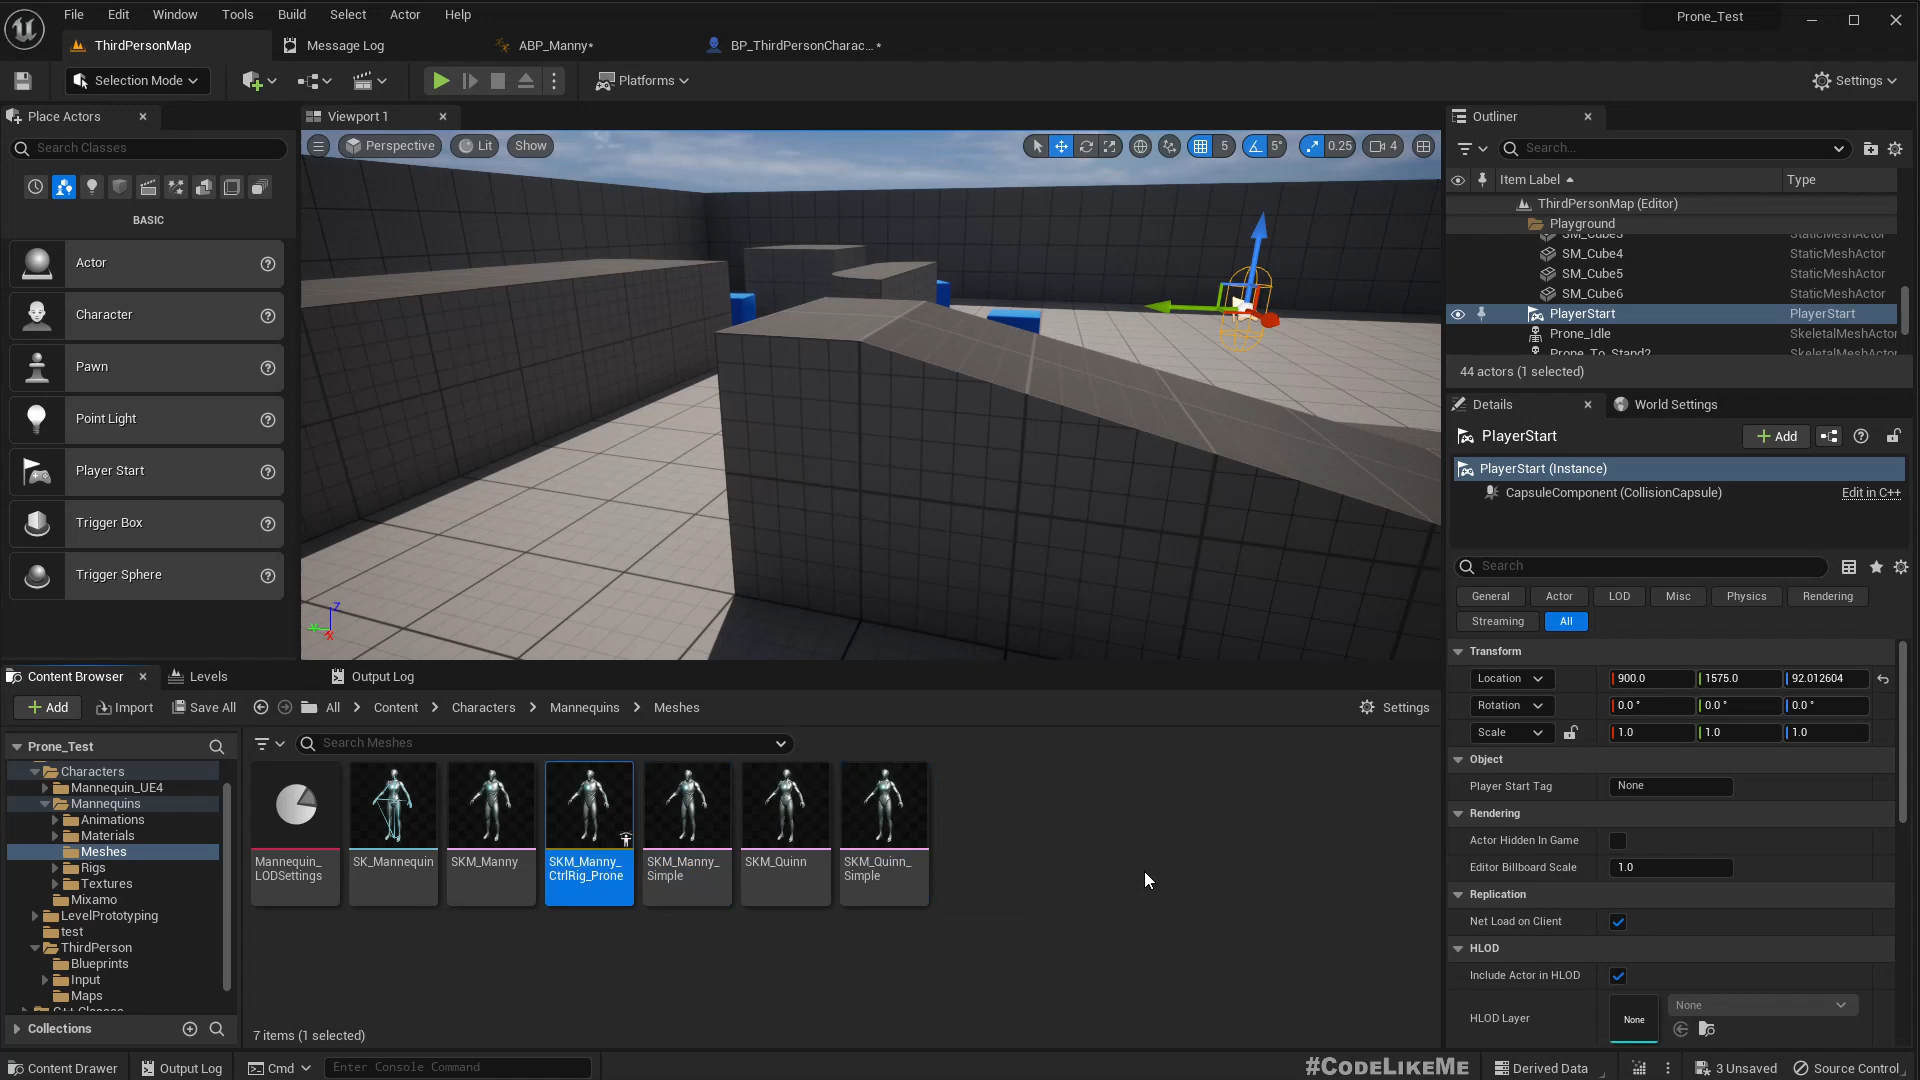 File Edit Window Tools Build Select Actor Help
Prone_Test
ThirdPersonMap
Message Log
ABP_Manny*
BP_ThirdPersonCharac... *
Selection Mode
Platforms
Settings
Place Actors
Search Classes
BASIC
Actor
Character
Pawn
Point Light
Player Start
Trigger Box
Trigger Sphere
Viewport 1
Perspective
Lit
Show
5
5°
0.25
4
Z
X
Outliner
Search...
Item Label
Type
ThirdPersonMap (Editor)
Playground
SM_Cube3 StaticMeshActor
SM_Cube4 StaticMeshActor
SM_Cube5 StaticMeshActor
SM_Cube6 StaticMeshActor
PlayerStart PlayerStart
Prone_Idle SkeletalMeshActor
Prone_To_Stand2 SkeletalMeshActor
44 actors (1 selected)
Details
World Settings
PlayerStart
Add
PlayerStart (Instance)
CapsuleComponent (CollisionCapsule)
Edit in C++
Search
General Actor LOD Misc Physics Rendering
Streaming All
Transform
Location 900.0 1575.0 92.012604
Rotation 0.0 ° 0.0 ° 0.0 °
Scale 1.0 1.0 1.0
Object
Player Start Tag None
Rendering
Actor Hidden In Game
Editor Billboard Scale 1.0
Replication
Net Load on Client
HLOD
Include Actor in HLOD
HLOD Layer None None
Content Browser
Levels
Output Log
Add
Import
Save All
All > Content > Characters > Mannequins > Meshes
Settings
Prone_Test
Characters
Mannequin_UE4
Mannequins
Animations
Materials
Meshes
Rigs
Textures
Mixamo
LevelPrototyping
test
ThirdPerson
Blueprints
Input
Maps
C++ Classes
Collections
Search Meshes
Mannequin_
LODSettings
SK_Mannequin
SKM_Manny
SKM_Manny_
CtrlRig_Prone
SKM_Manny_
Simple
SKM_Quinn
SKM_Quinn_
Simple
7 items (1 selected)
Content Drawer
Output Log
Cmd
Enter Console Command
#CODELIKEME
Derived Data
3 Unsaved
Source Control